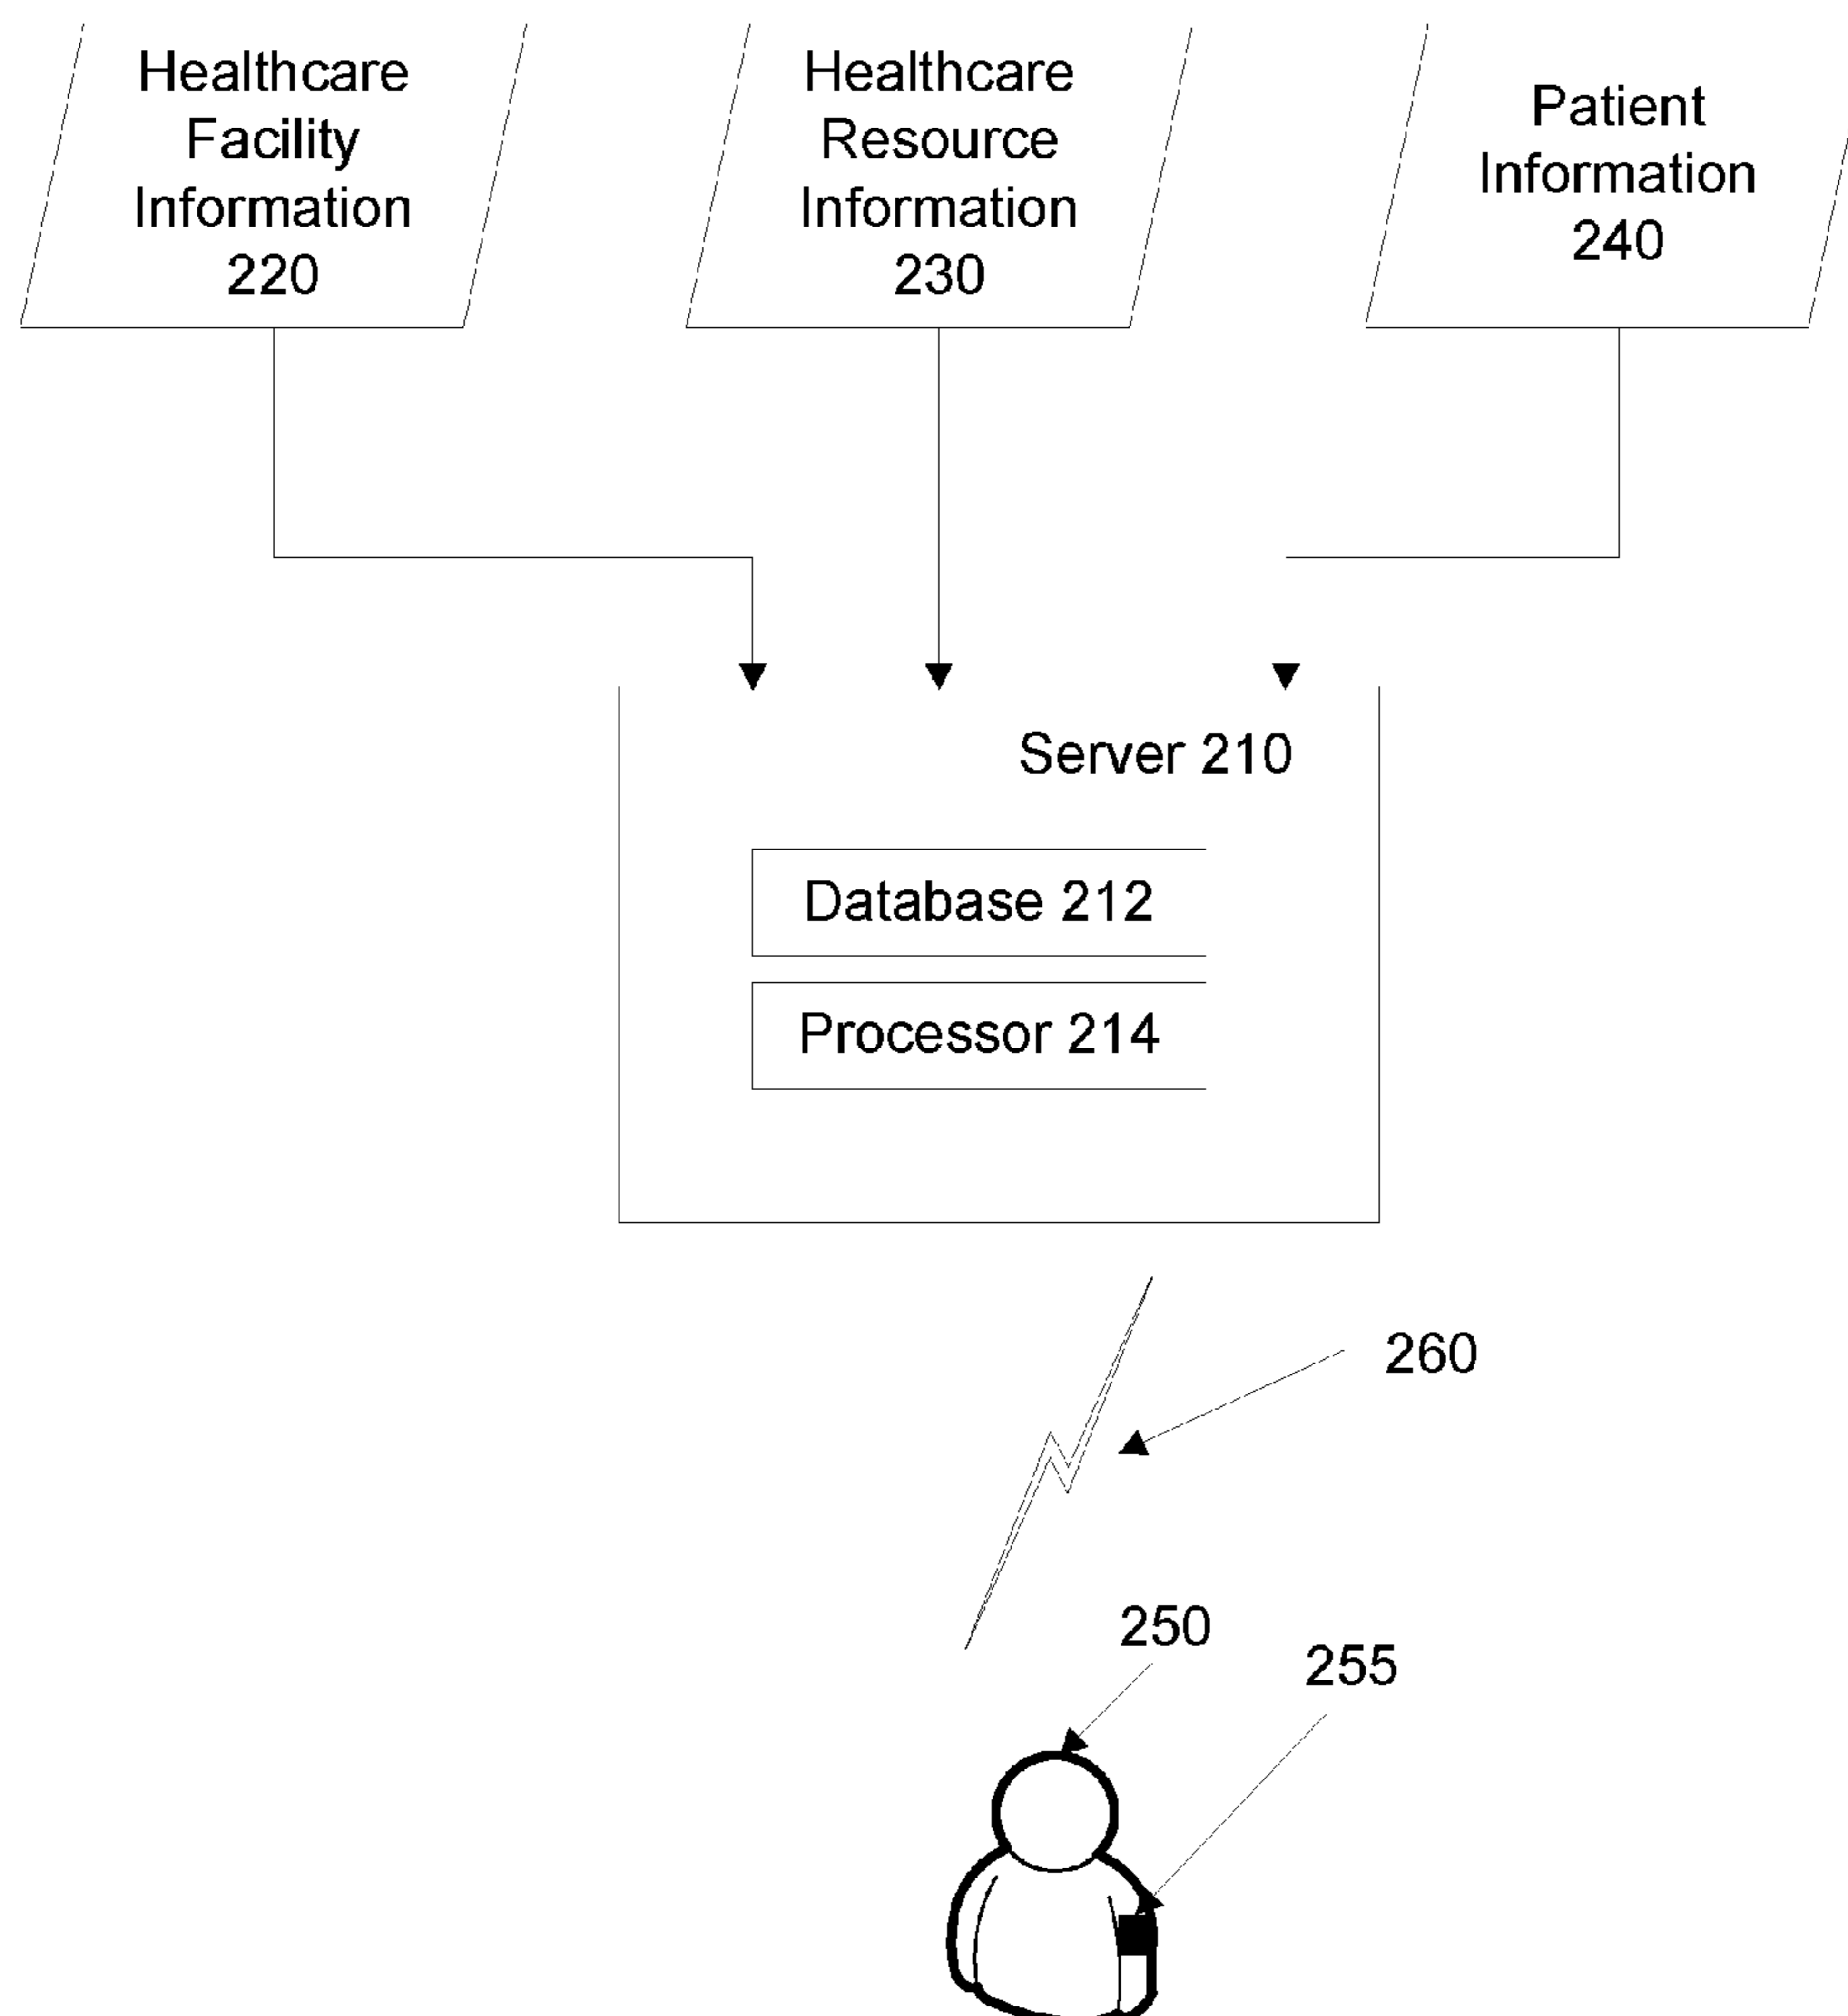 Healthcare
Facility
Information
220
Healthcare
Resource
Information
230
Patient
Information
240
Server 210
Database 212
Processor 214
260
250
255